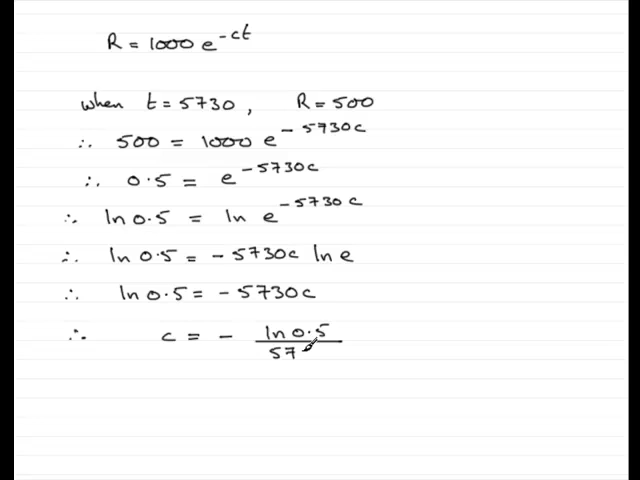 R = 1000 e^{-ct}
when t = 5730 , R = 500
∴ 500 = 1000 e^{-5730c}
∴ 0·5 = e^{-5730c}
∴ ln 0·5 = ln e^{-5730c}
∴ ln 0·5 = - 5730c ln e
∴ ln 0·5 = - 5730c
∴ c = - ln 0·5 / 57